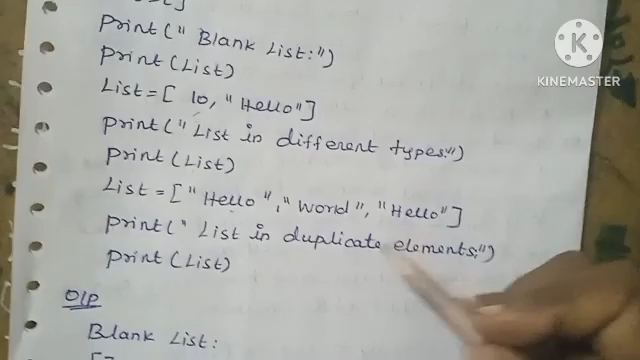 Print(" Blank List:")
Print (List)
List = [ 10, "Hello"]
Print(" List in different types:")
Print (List)
List = [ " Hello ", " World ", "Hello"]
Print(" List in duplicate elements:")
Print (List)
O/P
Blank List:
KINEMASTER